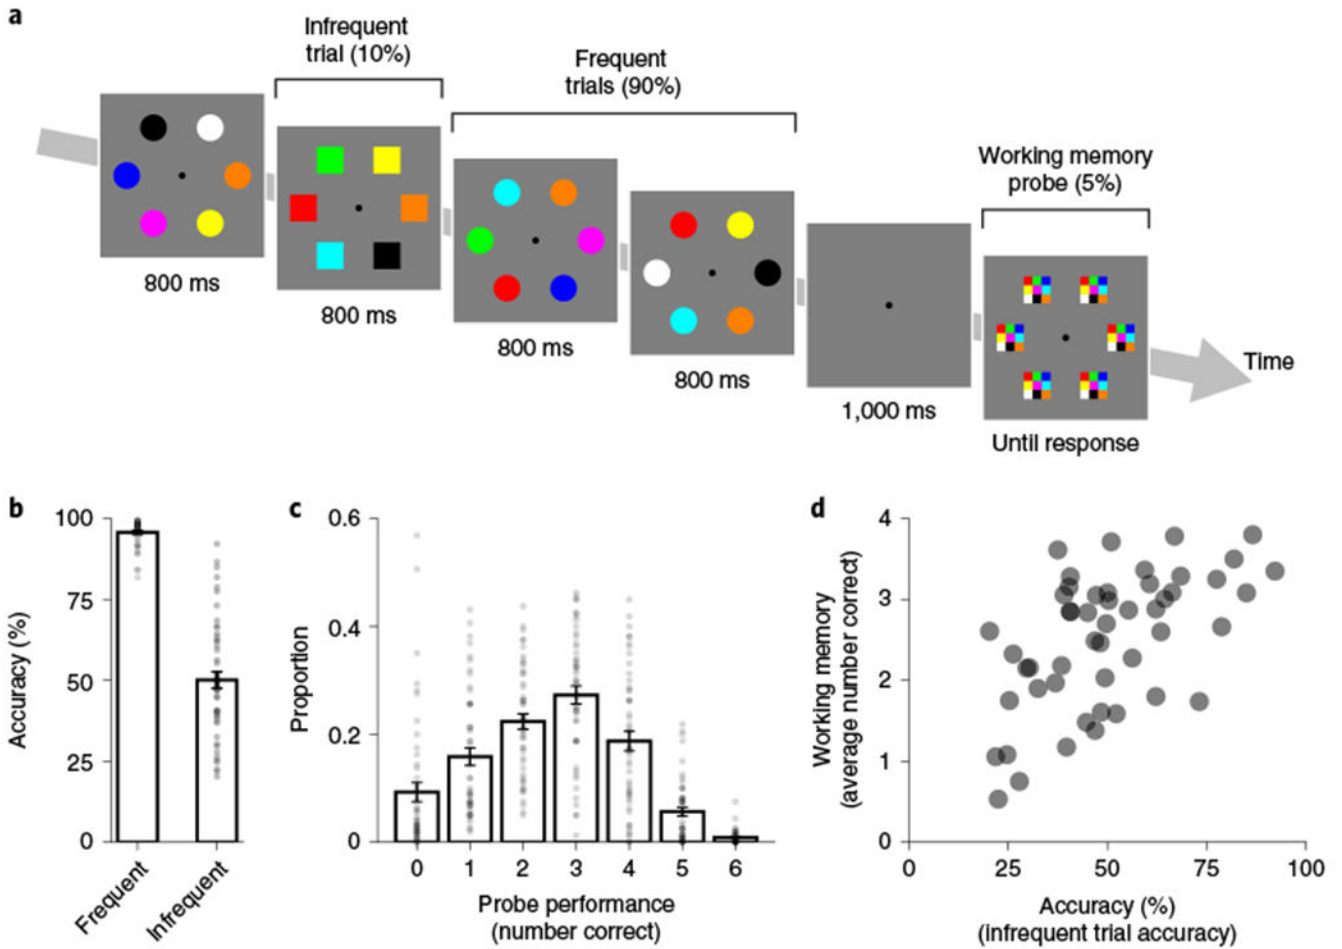 a
Infrequent
trial (10%)
Frequent
trials (90%)
Working memory
probe (5%)
800 ms
800 ms
800 ms
800 ms
1,000 ms
Until response
Time
b
Accuracy (%)
100
75
50
25
0
Frequent
Infrequent
c
Proportion
0.6
0.4
0.2
0
0 1 2 3 4 5 6
Probe performance
(number correct)
d
Working memory
(average number correct)
4
3
2
1
0
0 25 50 75 100
Accuracy (%)
(infrequent trial accuracy)